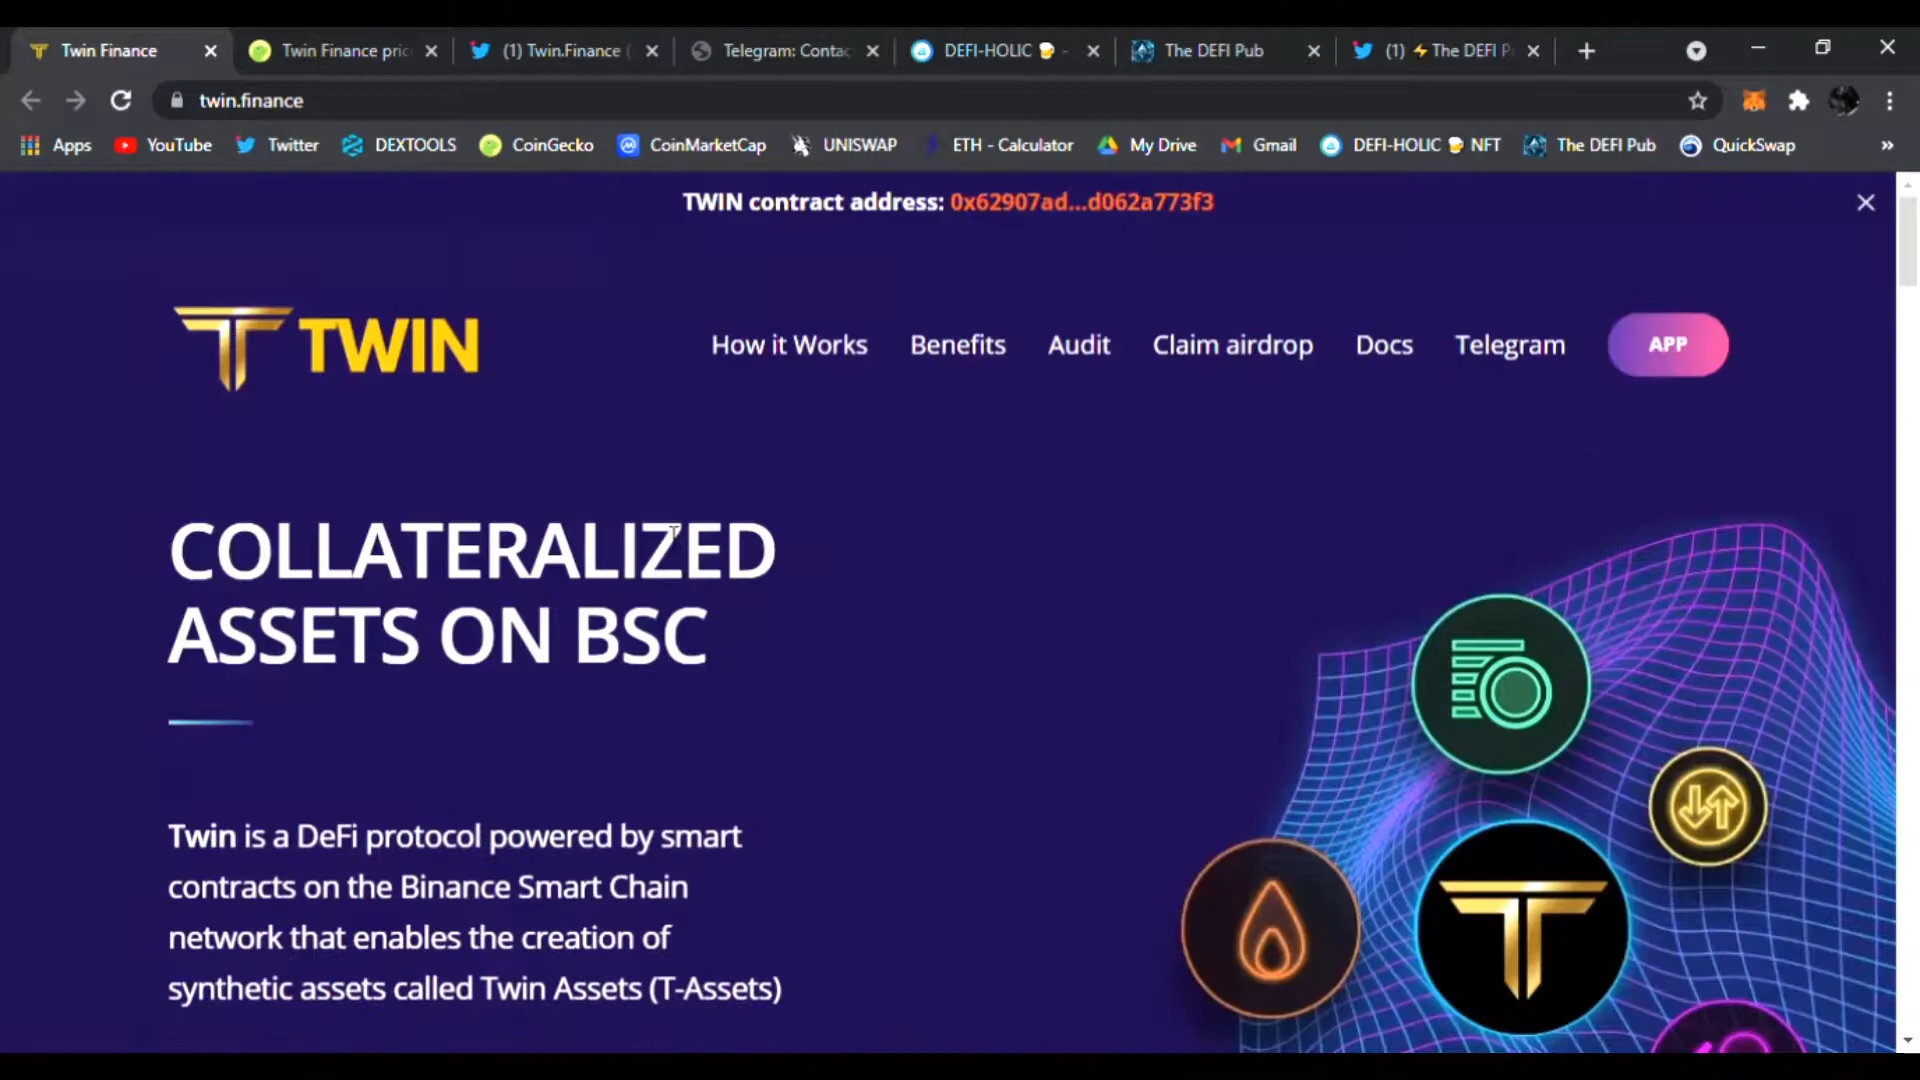 Twin Finance
Twin Finance pric
(1) Twin.Finance (
Telegram: Contac
DEFI-HOLIC 🍺 -
The DEFI Pub
(1) ⚡The DEFI P
twin.finance
Apps
YouTube
Twitter
DEXTOOLS
CoinGecko
CoinMarketCap
UNISWAP
ETH - Calculator
My Drive
Gmail
DEFI-HOLIC 🍺 NFT
The DEFI Pub
QuickSwap
»
TWIN contract address: 0x62907ad...d062a773f3
TWIN
How it Works
Benefits
Audit
Claim airdrop
Docs
Telegram
APP
COLLATERALIZED
ASSETS ON BSC
Twin is a DeFi protocol powered by smart
contracts on the Binance Smart Chain
network that enables the creation of
synthetic assets called Twin Assets (T-Assets)